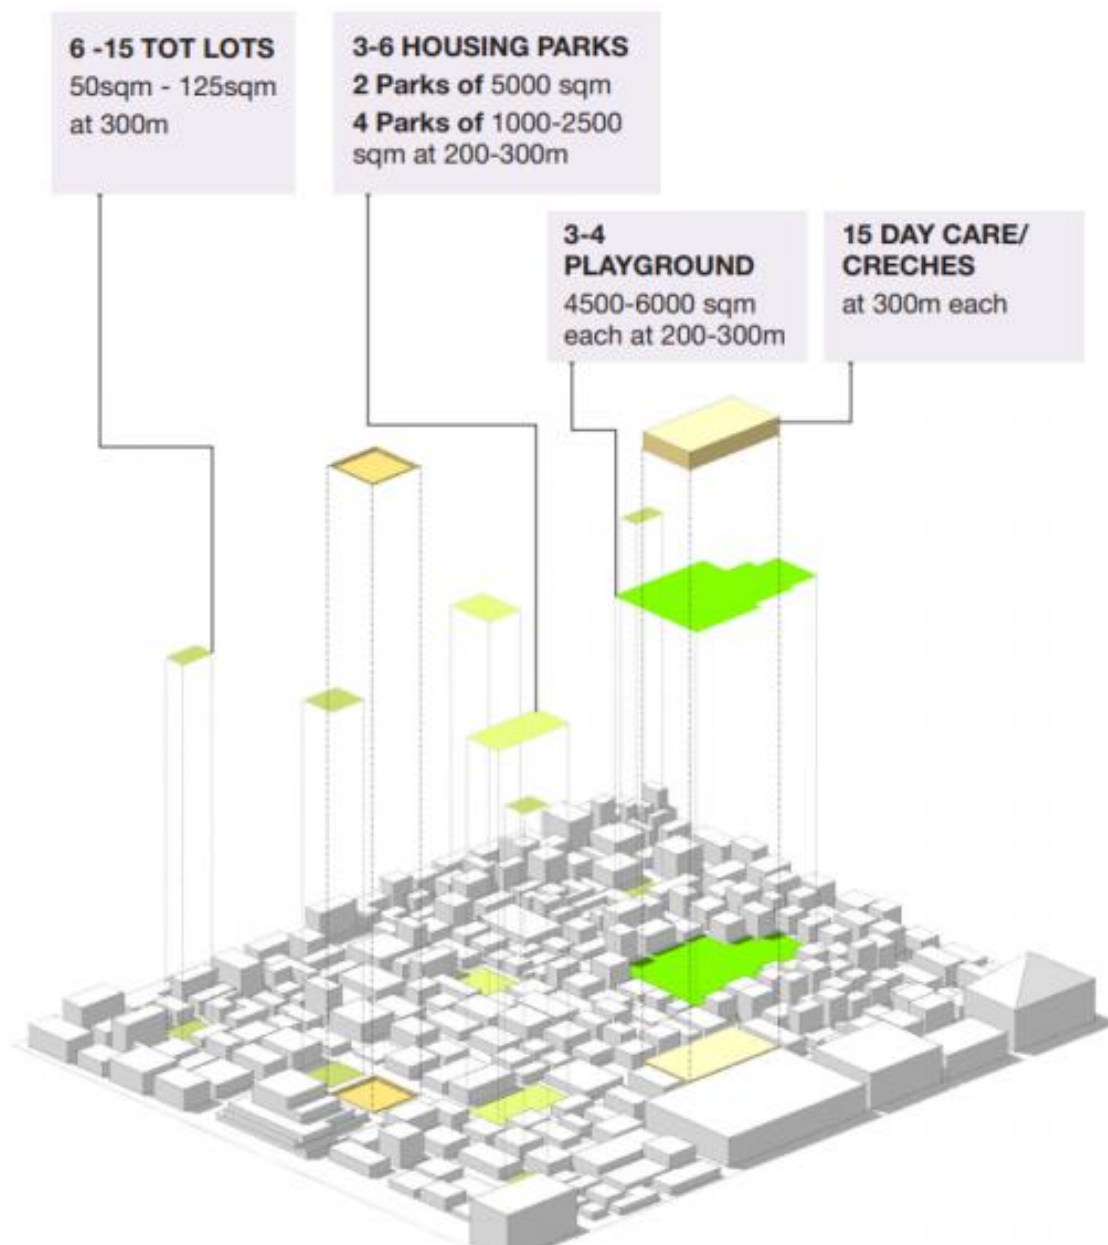 6 -15 TOT LOTS
50sqm - 125sqm
at 300m
3-6 HOUSING PARKS
2 Parks of 5000 sqm
4 Parks of 1000-2500
sqm at 200-300m
3-4
PLAYGROUND
4500-6000 sqm
each at 200-300m
15 DAY CARE/
CRECHES
at 300m each